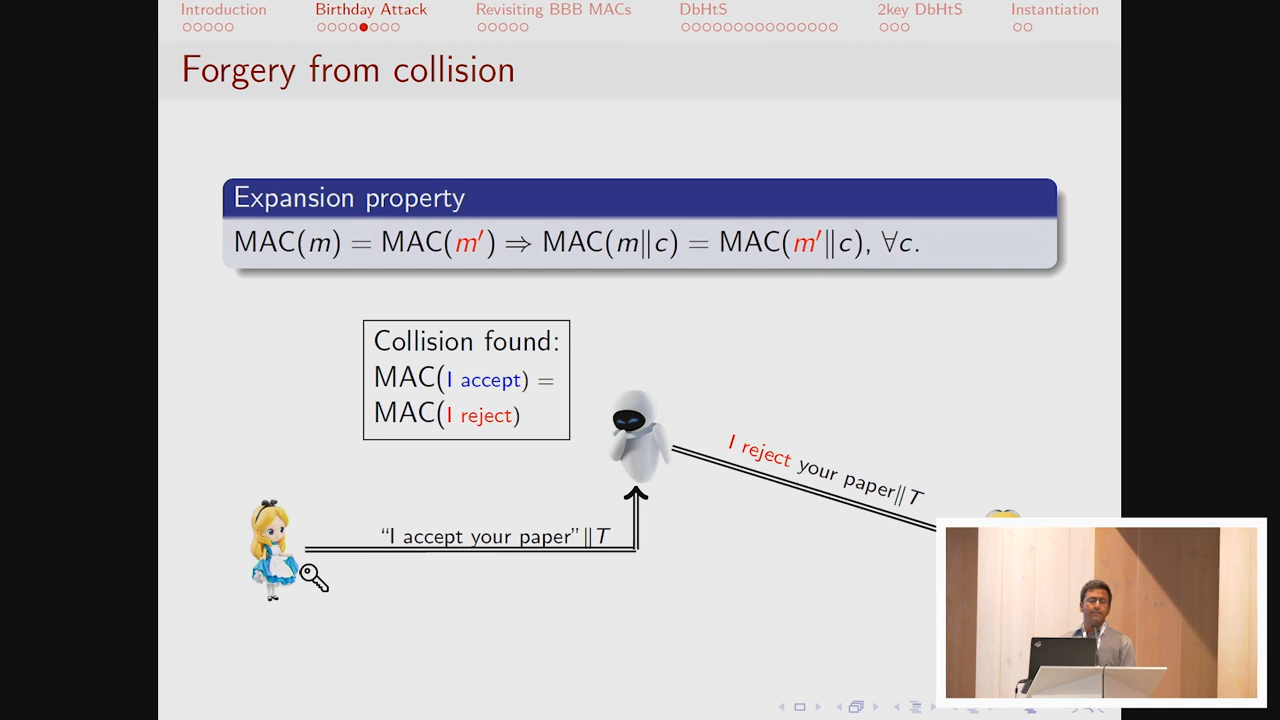 Introduction Birthday Attack Revisiting BBB MACs DbHtS 2key DbHtS Instantiation
Forgery from collision
Expansion property
MAC(m) = MAC(m′) ⇒ MAC(m‖c) = MAC(m′‖c), ∀c.
Collision found:
MAC(I accept) =
MAC(I reject)
I reject your paper‖T
“I accept your paper”‖T